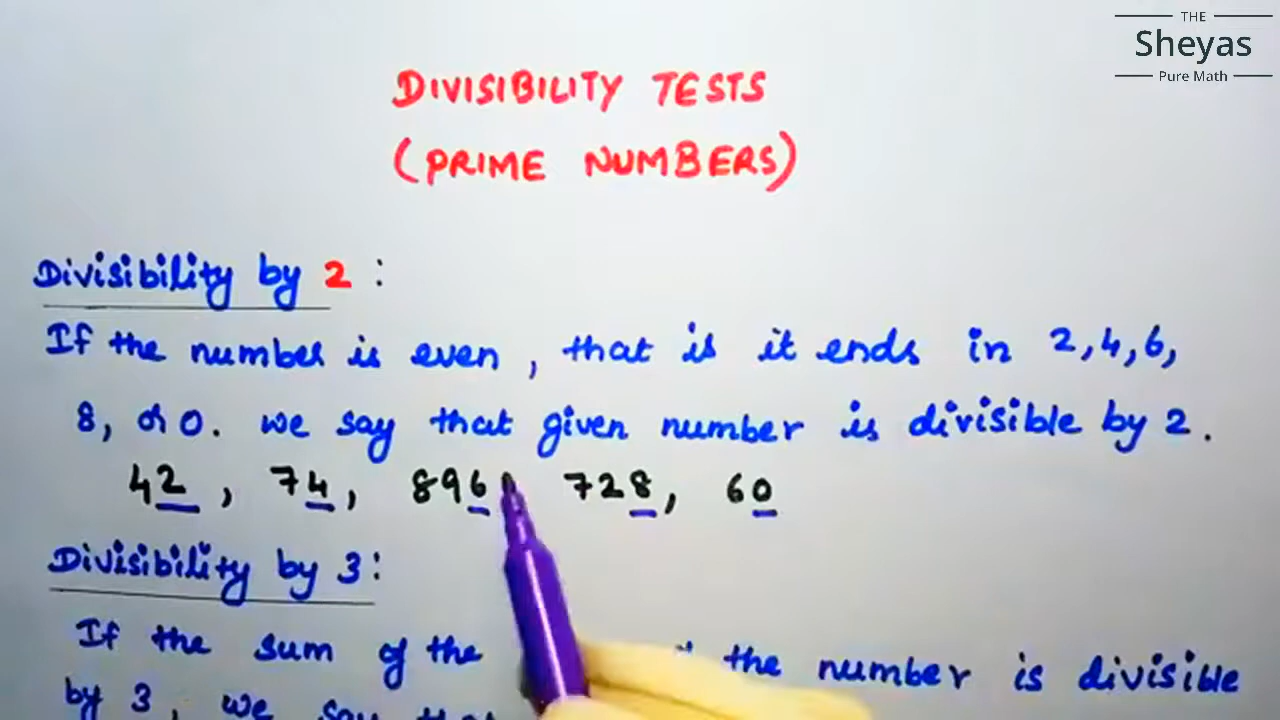 THE
Sheyas
Pure Math
DIVISIBILITY TESTS
(PRIME NUMBERS)
Divisibility by 2 :
If the number is even, that is it ends in 2,4,6,
8, or 0. we say that given number is divisible by 2.
42, 74, 896 728, 60
Divisibility by 3:
If the sum of the the number is divisible
by 3, we say that